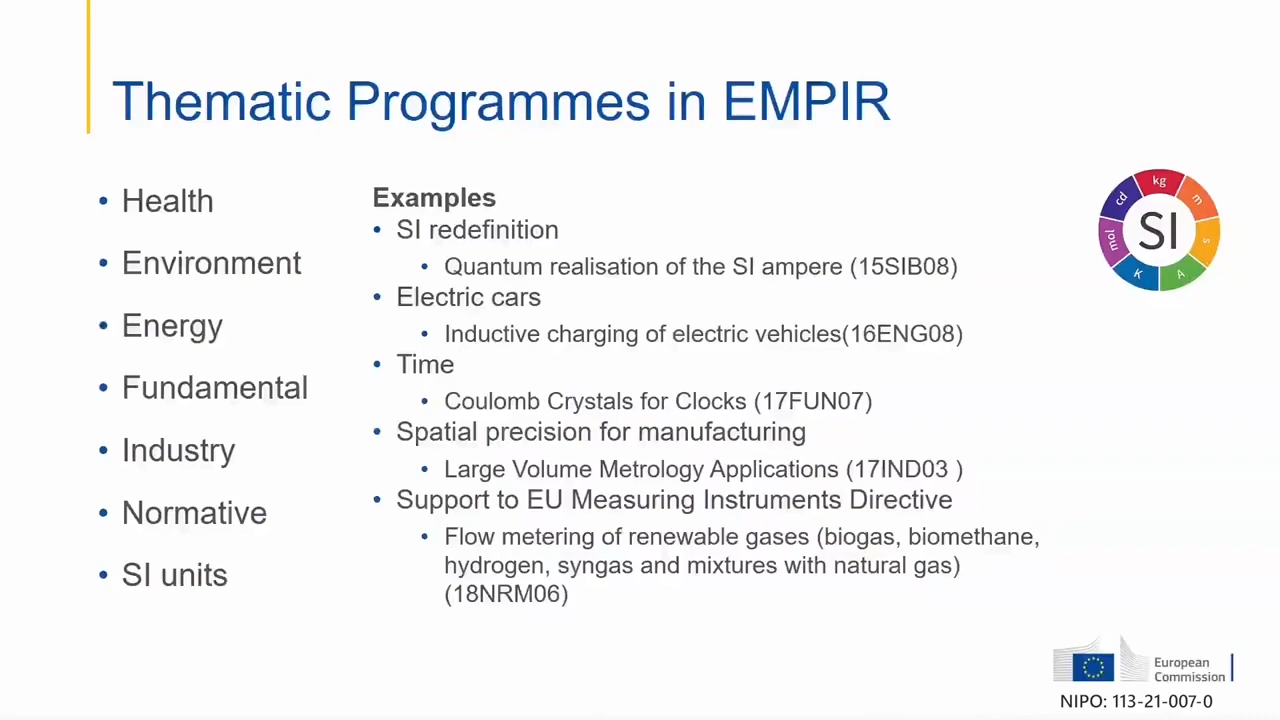 Thematic Programmes in EMPIR
• Health
• Environment
• Energy
• Fundamental
• Industry
• Normative
• SI units
Examples
• SI redefinition
• Quantum realisation of the SI ampere (15SIB08)
• Electric cars
• Inductive charging of electric vehicles(16ENG08)
• Time
• Coulomb Crystals for Clocks (17FUN07)
• Spatial precision for manufacturing
• Large Volume Metrology Applications (17IND03 )
• Support to EU Measuring Instruments Directive
• Flow metering of renewable gases (biogas, biomethane,
hydrogen, syngas and mixtures with natural gas)
(18NRM06)
kg
m
s
A
K
mol
cd
SI
European
Commission
NIPO: 113-21-007-0